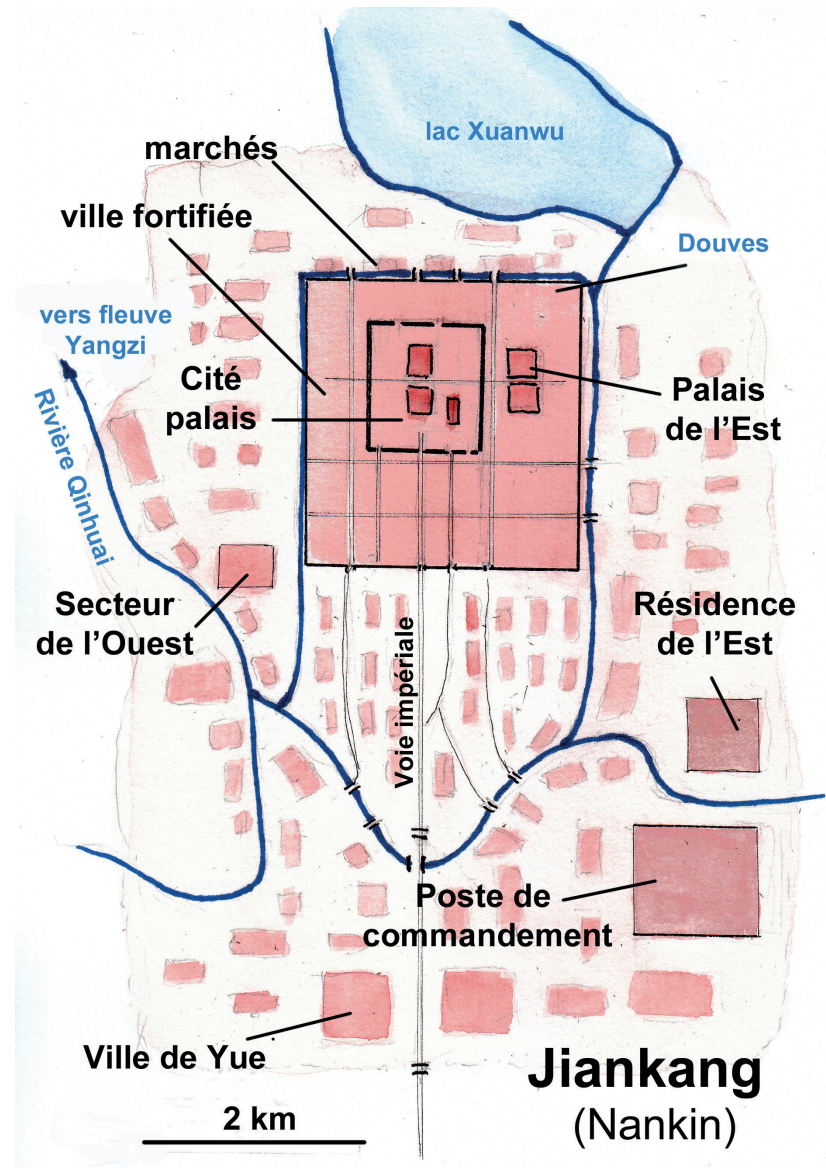 lac Xuanwu
marchés
ville fortifiée
Douves
vers fleuve
Yangzi
Cité
palais
Palais
de l’Est
Rivière Qinhuai
Secteur
de l’Ouest
Voie impériale
Résidence
de l’Est
Poste de
commandement
Ville de Yue
Jiankang
(Nankin)
2 km